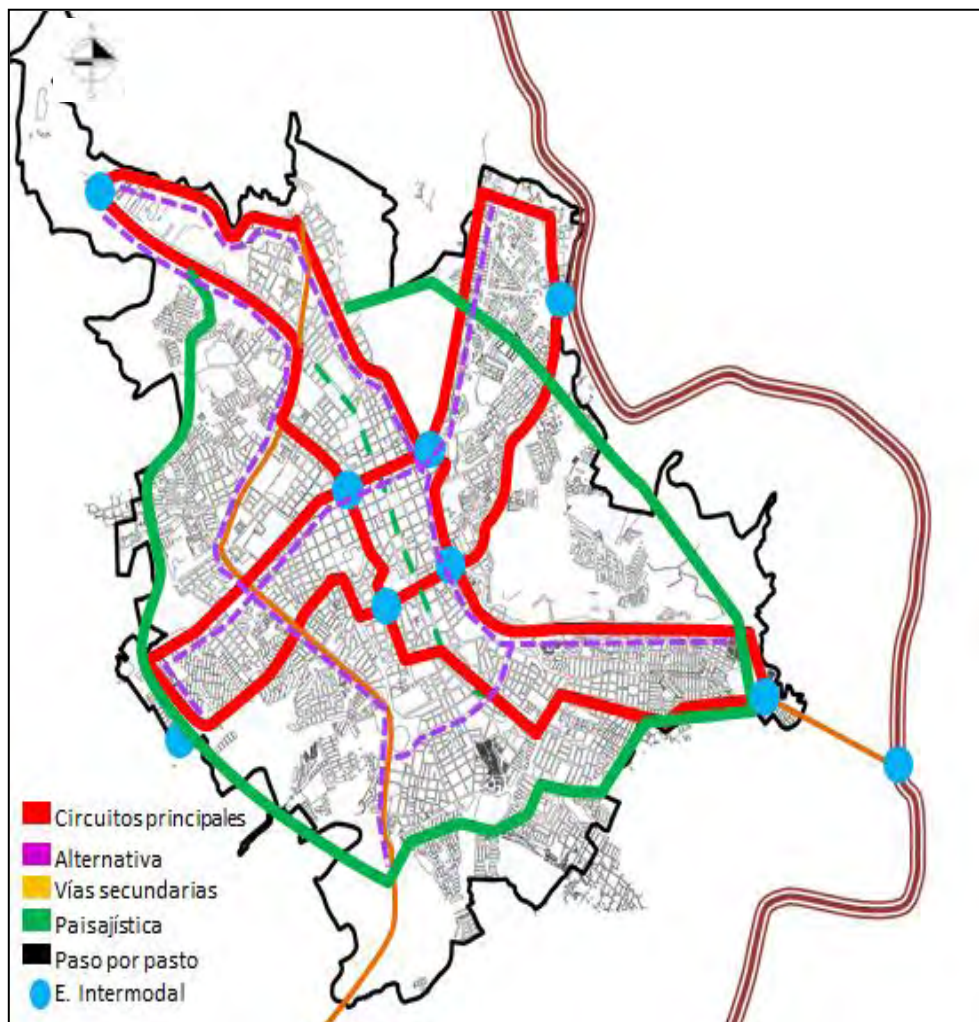 Circuitos principales
Alternativa
Vías secundarias
Paisajística
Paso por pasto
E. Intermodal